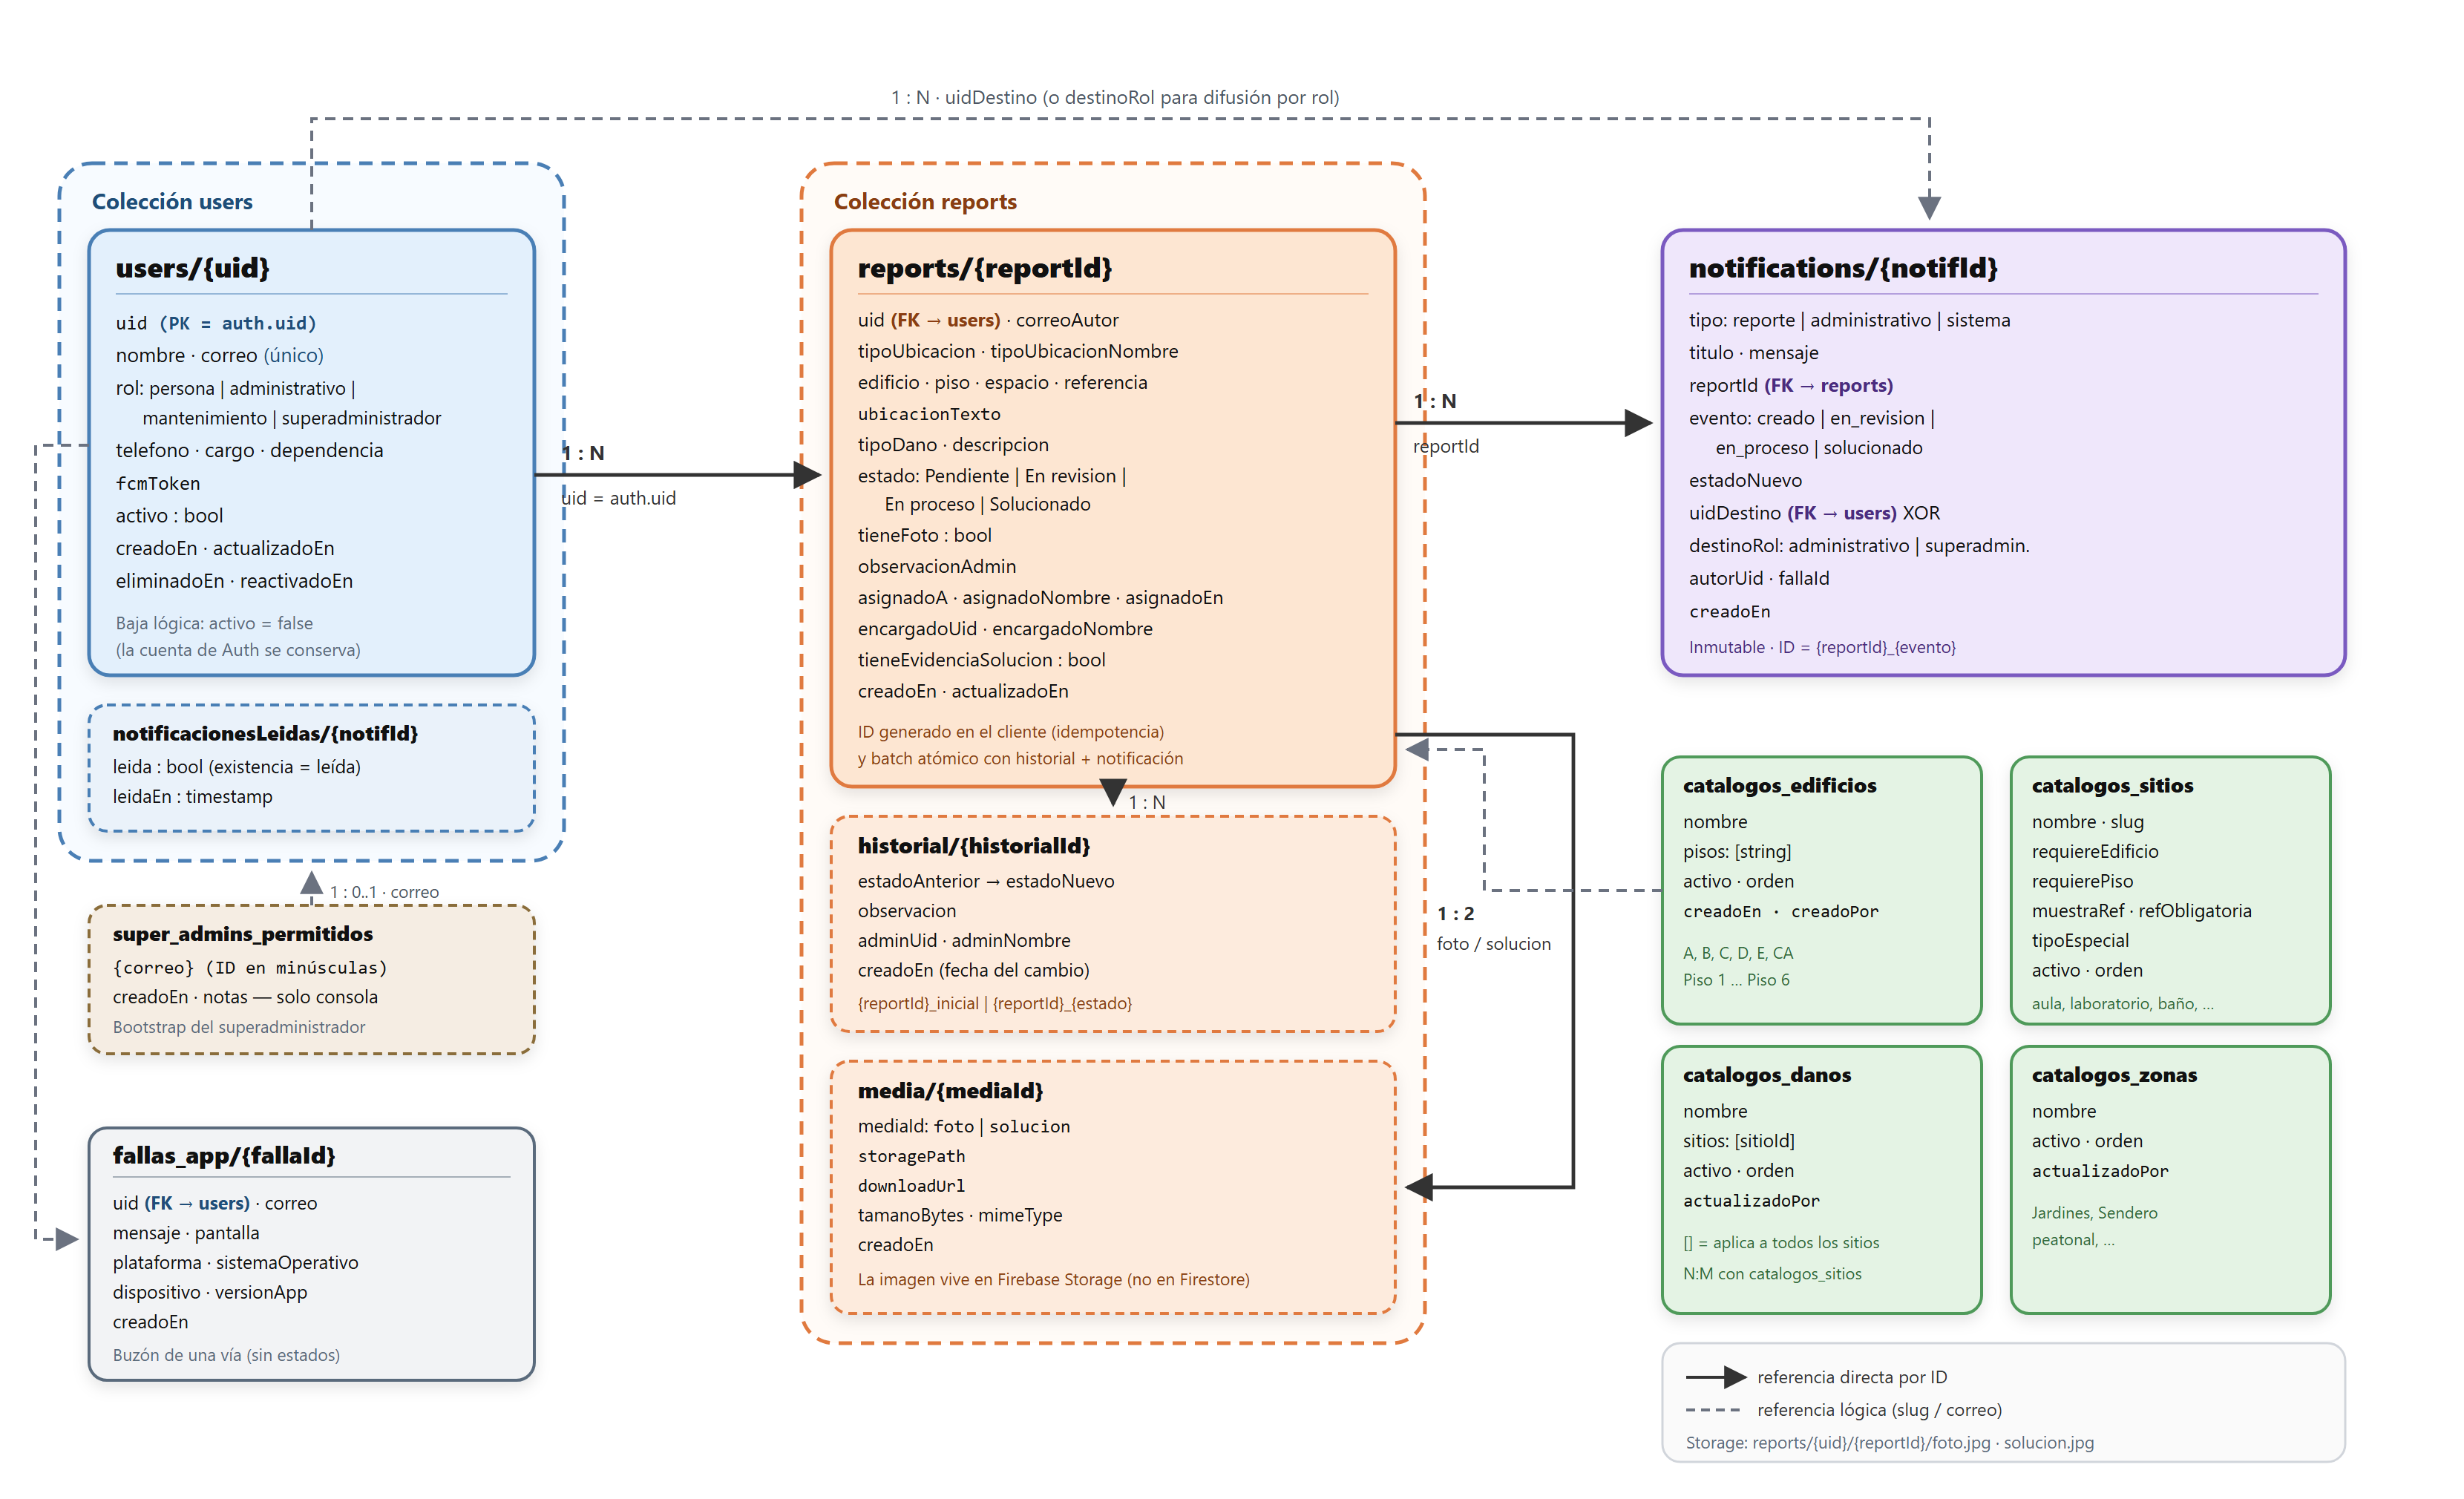 1 : N · uidDestino (o destinoRol para difusión por rol)
Colección users
users/{uid}
uid (PK = auth.uid)
nombre · correo (único)
rol: persona | administrativo |
mantenimiento | superadministrador
telefono · cargo · dependencia
fcmToken
activo : bool
creadoEn · actualizadoEn
eliminadoEn · reactivadoEn
Baja lógica: activo = false
(la cuenta de Auth se conserva)
notificacionesLeidas/{notifId}
leida : bool (existencia = leída)
leidaEn : timestamp
1 : 0..1 · correo
super_admins_permitidos
{correo} (ID en minúsculas)
creadoEn · notas — solo consola
Bootstrap del superadministrador
fallas_app/{fallaId}
uid (FK → users) · correo
mensaje · pantalla
plataforma · sistemaOperativo
dispositivo · versionApp
creadoEn
Buzón de una vía (sin estados)
1 : N
uid = auth.uid
Colección reports
reports/{reportId}
uid (FK → users) · correoAutor
tipoUbicacion · tipoUbicacionNombre
edificio · piso · espacio · referencia
ubicacionTexto
tipoDano · descripcion
estado: Pendiente | En revision |
En proceso | Solucionado
tieneFoto : bool
observacionAdmin
asignadoA · asignadoNombre · asignadoEn
encargadoUid · encargadoNombre
tieneEvidenciaSolucion : bool
creadoEn · actualizadoEn
ID generado en el cliente (idempotencia)
y batch atómico con historial + notificación
1 : N
historial/{historialId}
estadoAnterior → estadoNuevo
observacion
adminUid · adminNombre
creadoEn (fecha del cambio)
{reportId}_inicial | {reportId}_{estado}
media/{mediaId}
mediaId: foto | solucion
storagePath
downloadUrl
tamanoBytes · mimeType
creadoEn
La imagen vive en Firebase Storage (no en Firestore)
1 : N
reportId
1 : 2
foto / solucion
notifications/{notifId}
tipo: reporte | administrativo | sistema
titulo · mensaje
reportId (FK → reports)
evento: creado | en_revision |
en_proceso | solucionado
estadoNuevo
uidDestino (FK → users) XOR
destinoRol: administrativo | superadmin.
autorUid · fallaId
creadoEn
Inmutable · ID = {reportId}_{evento}
catalogos_edificios
nombre
pisos: [string]
activo · orden
creadoEn · creadoPor
A, B, C, D, E, CA
Piso 1 … Piso 6
catalogos_sitios
nombre · slug
requiereEdificio
requierePiso
muestraRef · refObligatoria
tipoEspecial
activo · orden
aula, laboratorio, baño, …
catalogos_danos
nombre
sitios: [sitioId]
activo · orden
actualizadoPor
[] = aplica a todos los sitios
N:M con catalogos_sitios
catalogos_zonas
nombre
activo · orden
actualizadoPor
Jardines, Sendero
peatonal, …
referencia directa por ID
referencia lógica (slug / correo)
Storage: reports/{uid}/{reportId}/foto.jpg · solucion.jpg